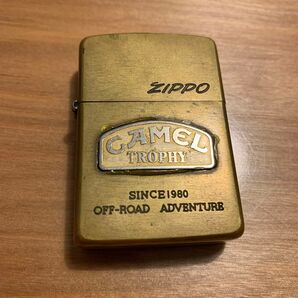 ZIPPO
CAMEL
TROPHY
SINCE 1980
OFF-ROAD ADVENTURE